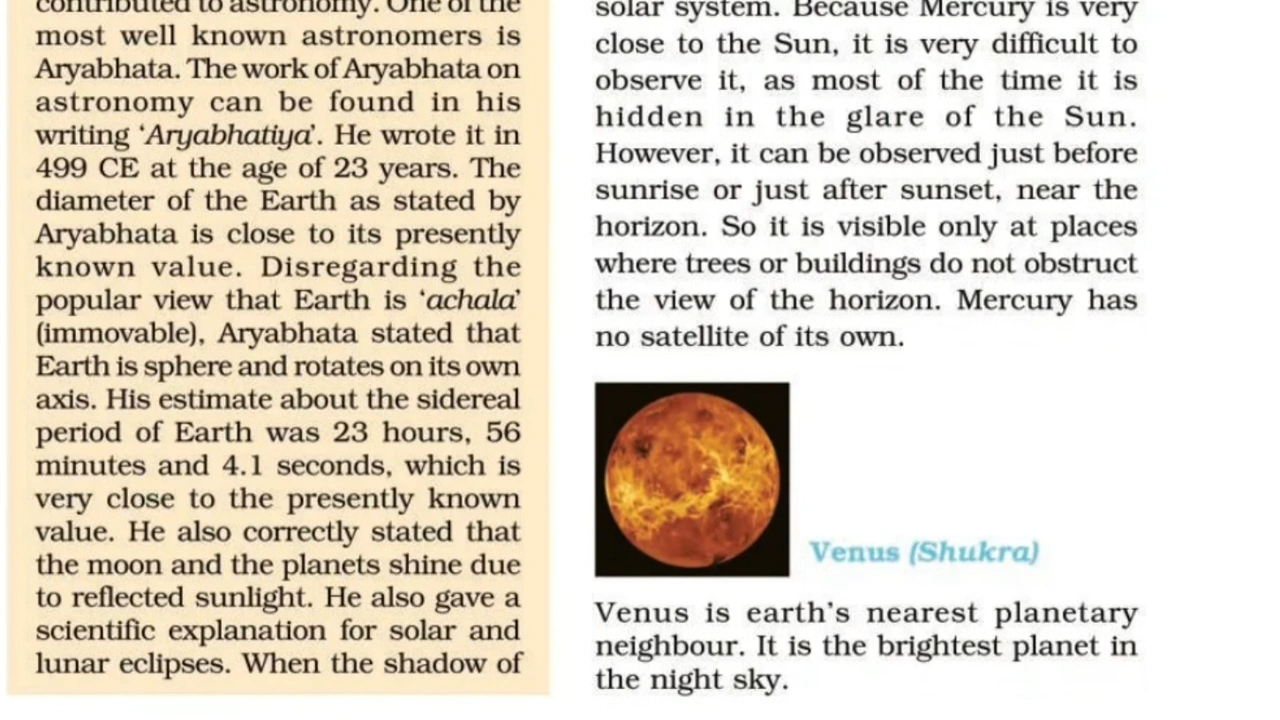 contributed to astronomy. One of the
most well known astronomers is
Aryabhata. The work of Aryabhata on
astronomy can be found in his
writing ‘Aryabhatiya’. He wrote it in
499 CE at the age of 23 years. The
diameter of the Earth as stated by
Aryabhata is close to its presently
known value. Disregarding the
popular view that Earth is ‘achala’
(immovable), Aryabhata stated that
Earth is sphere and rotates on its own
axis. His estimate about the sidereal
period of Earth was 23 hours, 56
minutes and 4.1 seconds, which is
very close to the presently known
value. He also correctly stated that
the moon and the planets shine due
to reflected sunlight. He also gave a
scientific explanation for solar and
lunar eclipses. When the shadow of
solar system. Because Mercury is very
close to the Sun, it is very difficult to
observe it, as most of the time it is
hidden in the glare of the Sun.
However, it can be observed just before
sunrise or just after sunset, near the
horizon. So it is visible only at places
where trees or buildings do not obstruct
the view of the horizon. Mercury has
no satellite of its own.
Venus (Shukra)
Venus is earth’s nearest planetary
neighbour. It is the brightest planet in
the night sky.